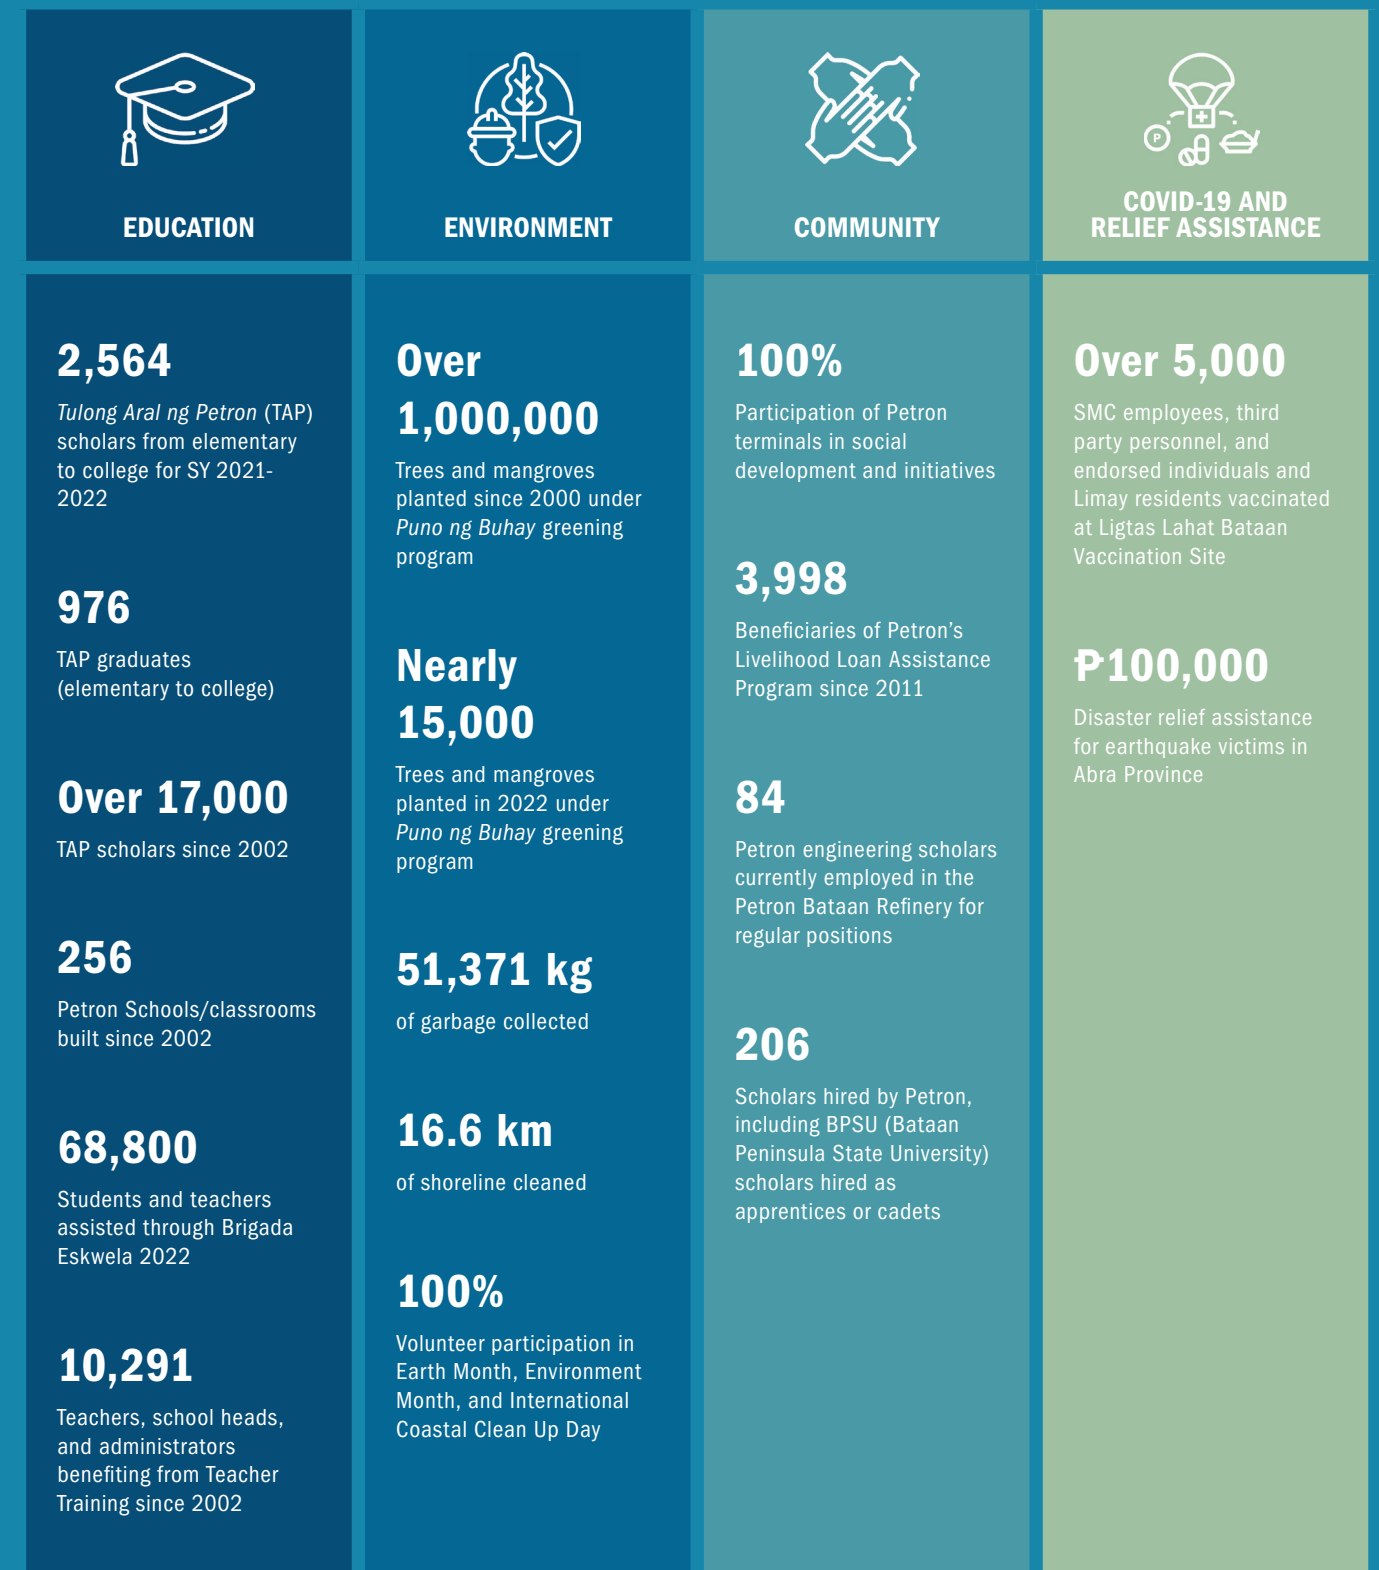 EDUCATION
2,564
Tulong Aral ng Petron (TAP)
scholars from elementary
to college for SY 2021-
2022
976
TAP graduates
(elementary to college)
Over 17,000
TAP scholars since 2002
256
Petron Schools/classrooms
built since 2002
68,800
Students and teachers
assisted through Brigada
Eskwela 2022
10,291
Teachers, school heads,
and administrators
benefiting from Teacher
Training since 2002
ENVIRONMENT
Over
1,000,000
Trees and mangroves
planted since 2000 under
Puno ng Buhay greening
program
Nearly
15,000
Trees and mangroves
planted in 2022 under
Puno ng Buhay greening
program
51,371 kg
of garbage collected
16.6 km
of shoreline cleaned
100%
Volunteer participation in
Earth Month, Environment
Month, and International
Coastal Clean Up Day
COMMUNITY
100%
Participation of Petron
terminals in social
development and initiatives
3,998
Beneficiaries of Petron’s
Livelihood Loan Assistance
Program since 2011
84
Petron engineering scholars
currently employed in the
Petron Bataan Refinery for
regular positions
206
Scholars hired by Petron,
including BPSU (Bataan
Peninsula State University)
scholars hired as
apprentices or cadets
P
COVID-19 AND
RELIEF ASSISTANCE
Over 5,000
SMC employees, third
party personnel, and
endorsed individuals and
Limay residents vaccinated
at Ligtas Lahat Bataan
Vaccination Site
₱100,000
Disaster relief assistance
for earthquake victims in
Abra Province